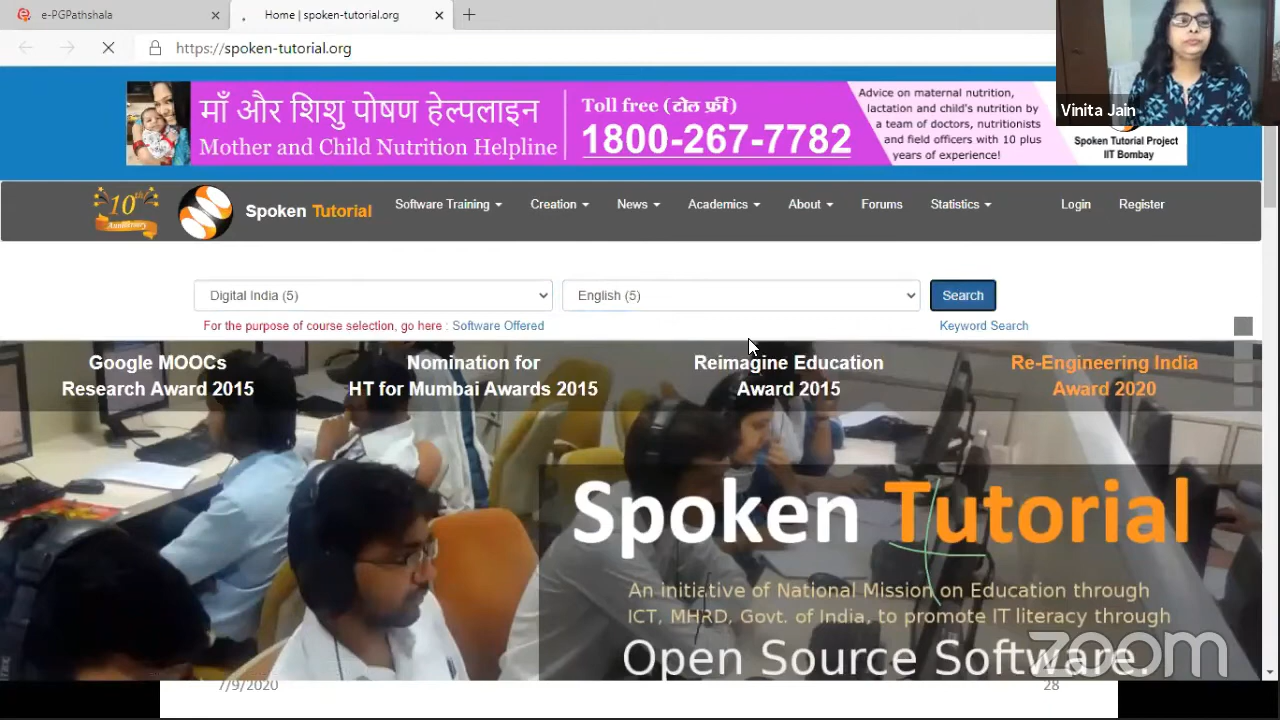 e-PGPathshala
Home | spoken-tutorial.org
https://spoken-tutorial.org
माँ और शिशु पोषण हेल्पलाइन
Mother and Child Nutrition Helpline
Toll free (टोल फ्री)
1800-267-7782
Advice on maternal nutrition,
lactation and child's nutrition by
a team of doctors, nutritionists
and field officers with 10 plus
years of experience!
Spoken Tutorial Project
IIT Bombay
Vinita Jain
10th
Anniversary
Spoken Tutorial
Software Training
Creation
News
Academics
About
Forums
Statistics
Login
Register
Digital India (5)
English (5)
Search
For the purpose of course selection, go here : Software Offered
Keyword Search
Google MOOCs
Research Award 2015
Nomination for
HT for Mumbai Awards 2015
Reimagine Education
Award 2015
Re-Engineering India
Award 2020
Spoken Tutorial
An initiative of National Mission on Education through
ICT, MHRD, Govt. of India, to promote IT literacy through
Open Source Software.
zoom
7/9/2020
28